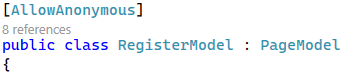 [AllowAnonymous]
8 references
public class RegisterModel : PageModel
{